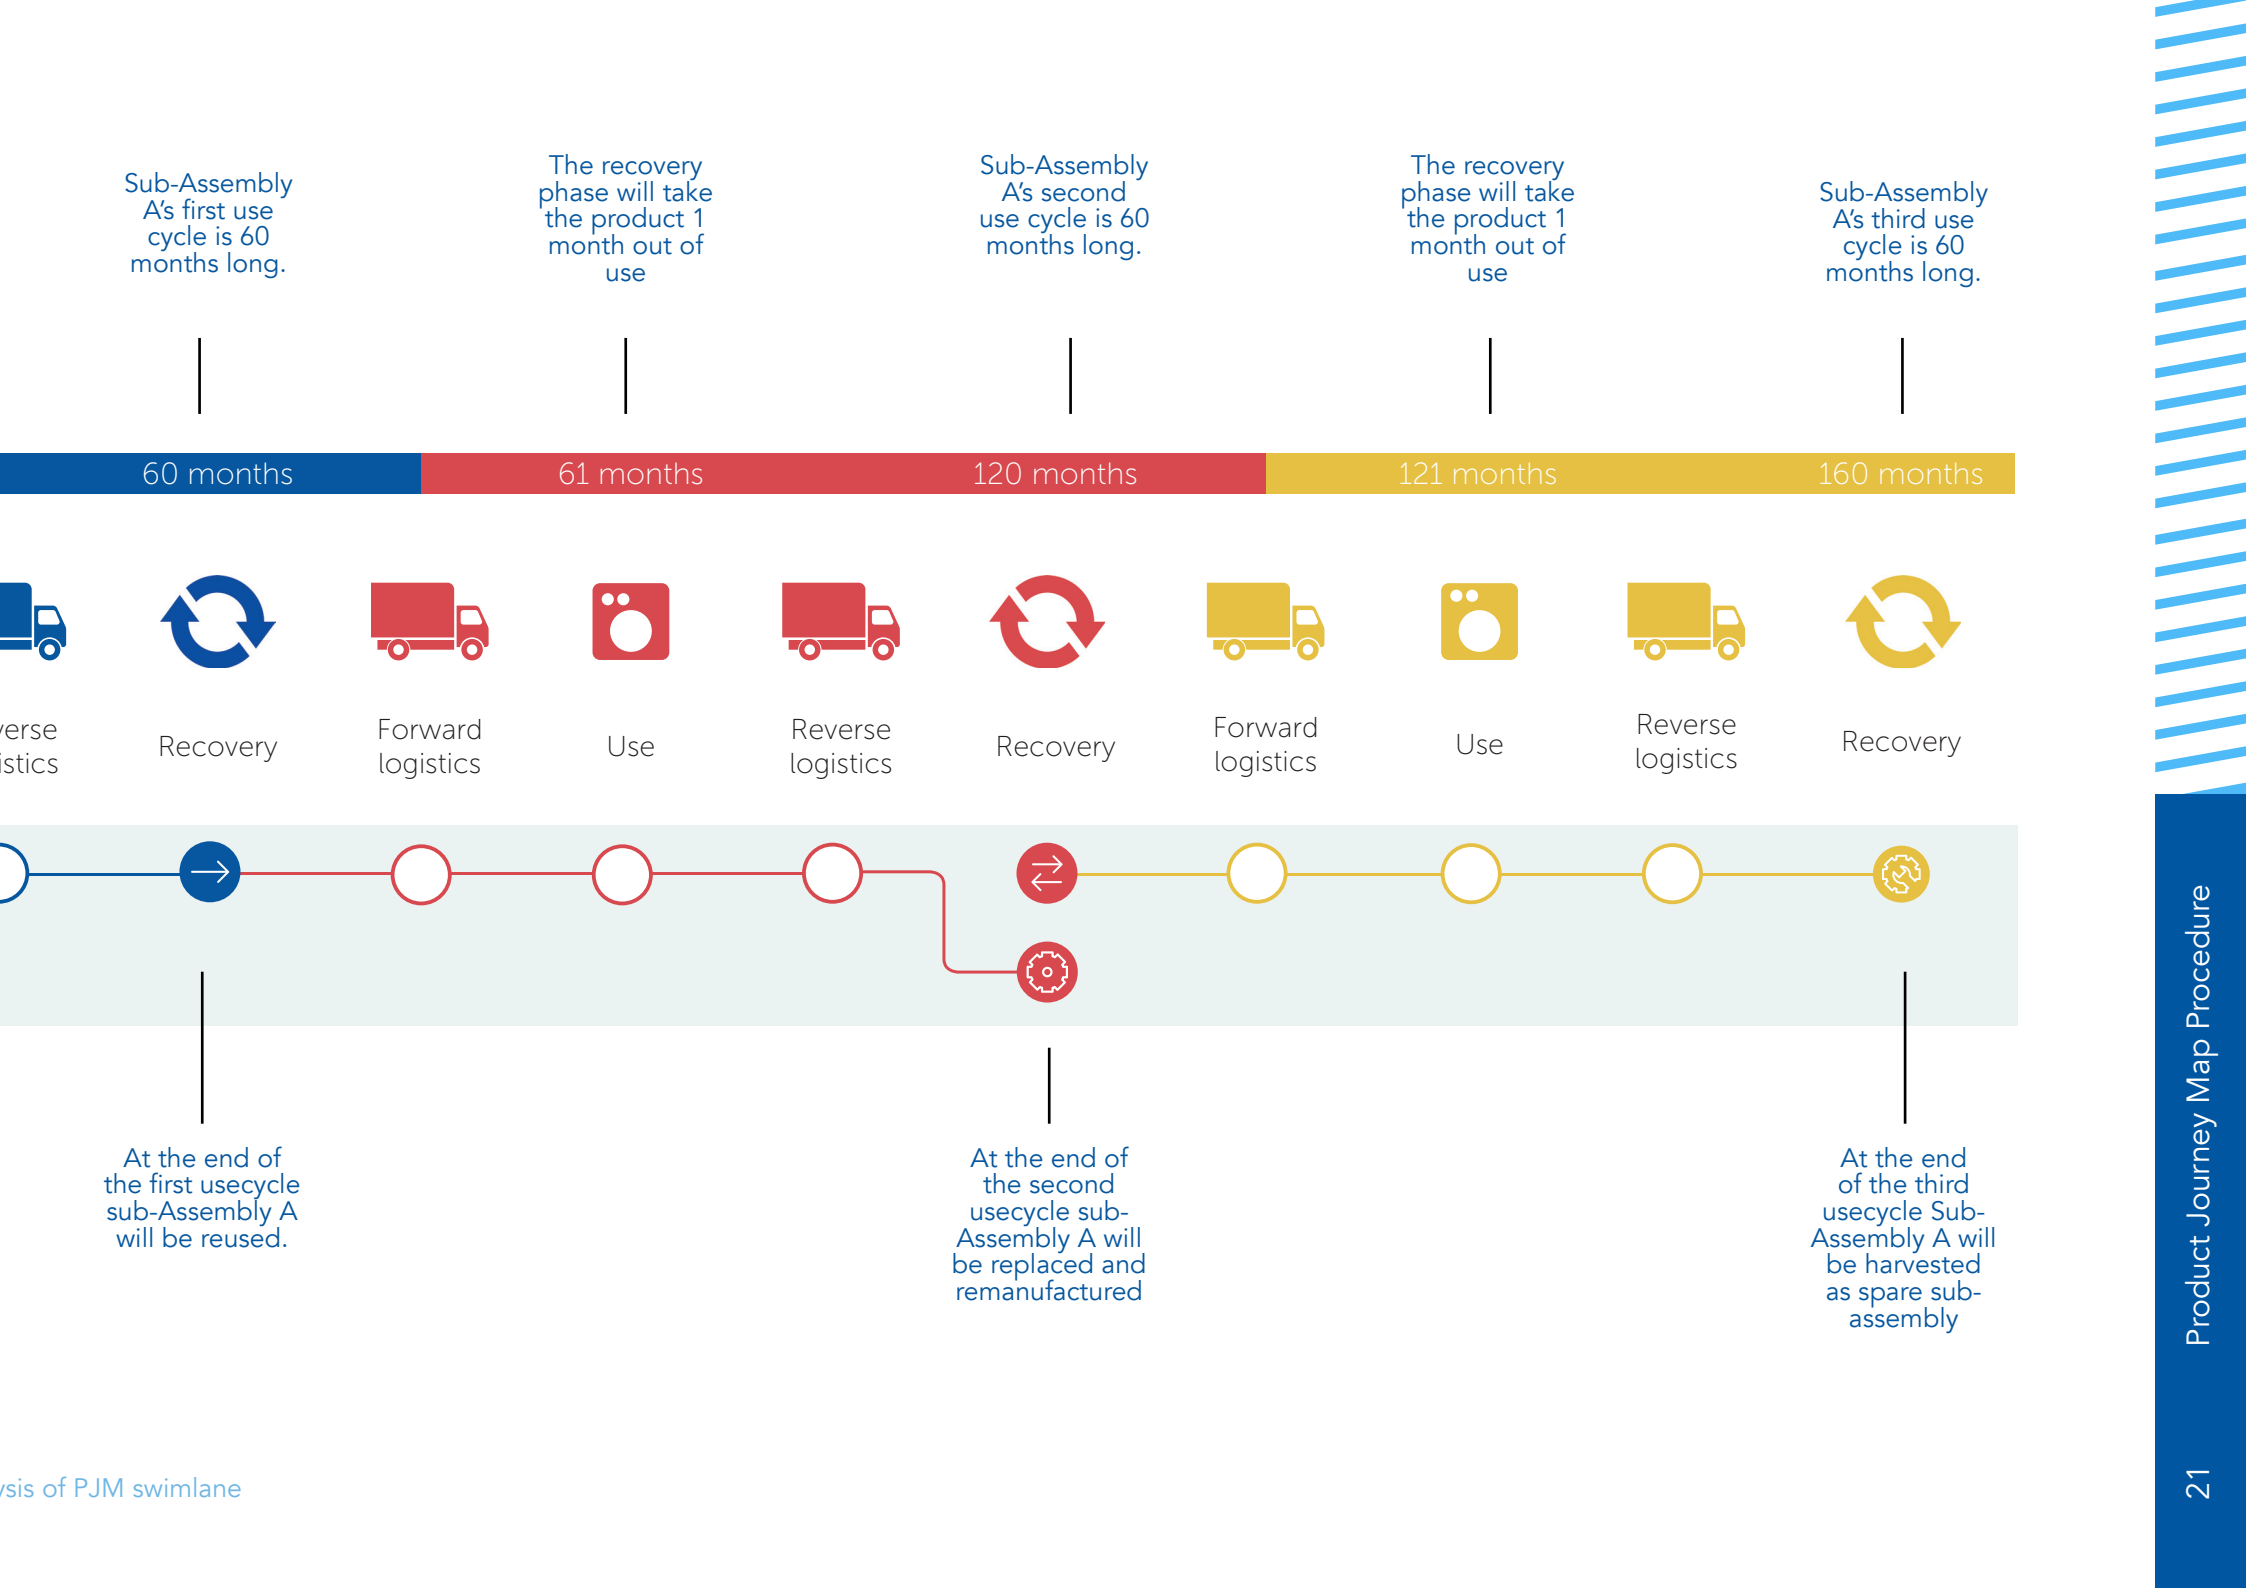 Sub-Assembly
A's first use
cycle is 60
months long.
The recovery
phase will take
the product 1
month out of
use
Sub-Assembly
A's second
use cycle is 60
months long.
The recovery
phase will take
the product 1
month out of
use
Sub-Assembly
A's third use
cycle is 60
months long.
60 months
61 months
120 months
121 months
160 months
Recovery
Forward
logistics
Use
Reverse
logistics
Recovery
Forward
logistics
Use
Reverse
logistics
Recovery
At the end of
the first usecycle
sub-Assembly A
will be reused.
At the end of
the second
usecycle sub-
Assembly A will
be replaced and
remanufactured
At the end
of the third
usecycle Sub-
Assembly A will
be harvested
as spare sub-
assembly
of PJM swimlane
Product Journey Map Procedure
21